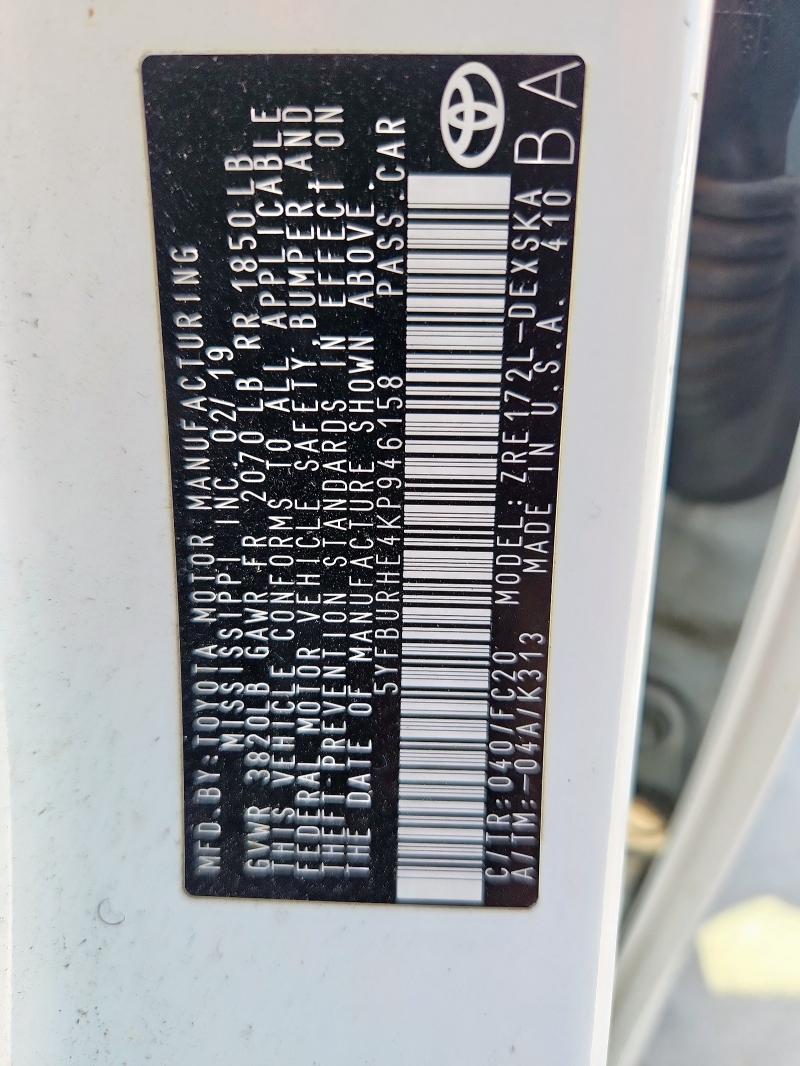 MFD.BY:TOYOTA MOTOR MANUFACTURING
MISSISSIPPI INC. 02/19
GVWR 3820LB GAWR FR 2070 LB RR 1850 LB
THIS VEHICLE CONFORMS TO ALL APPLICABLE
FEDERAL MOTOR VEHICLE SAFETY BUMPER AND
THEFT PREVENTION STANDARDS IN EFFECT ON
THE DATE OF MANUFACTURE SHOWN ABOVE.
5YFBURHE4KP946158 PASS.CAR
C/TR: 040/FC20 MODEL: ZRE172L-DEXSKA
A/TM:-04A/K313 MADE IN U.S.A. 410 BA